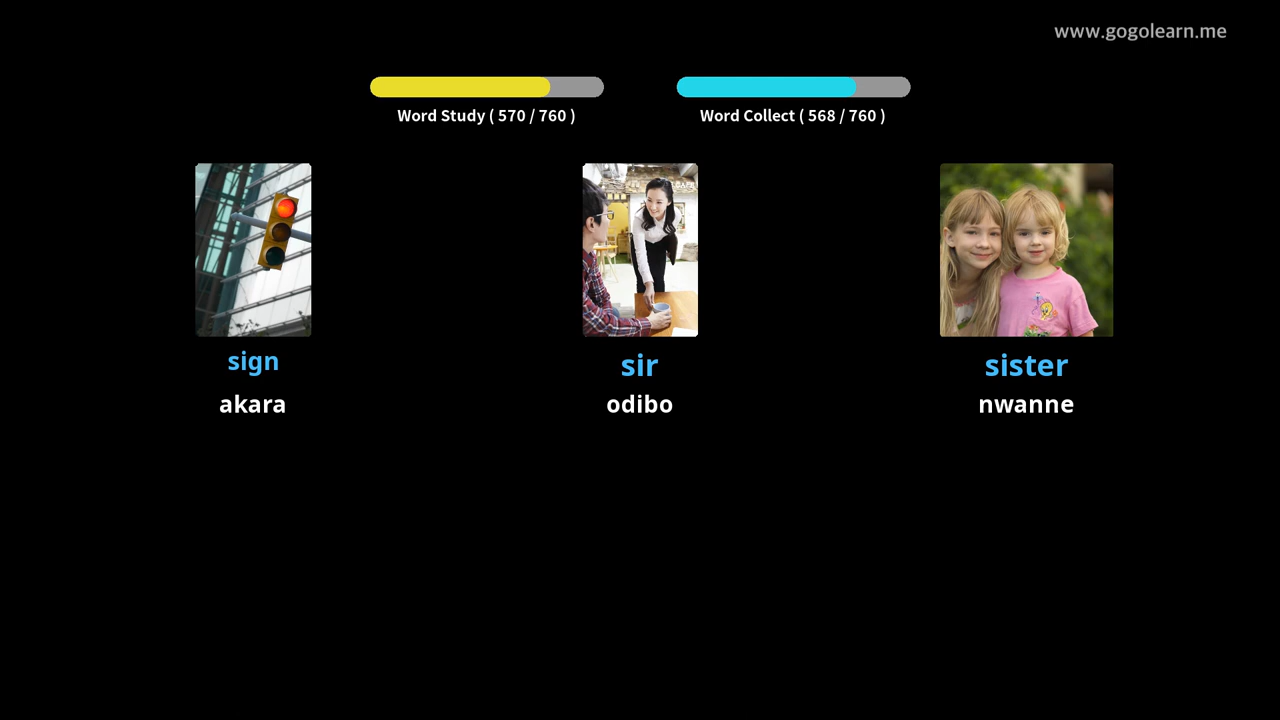 www.gogolearn.me
Word Study ( 570 / 760 )
Word Collect ( 568 / 760 )
sign
akara
sir
odibo
sister
nwanne